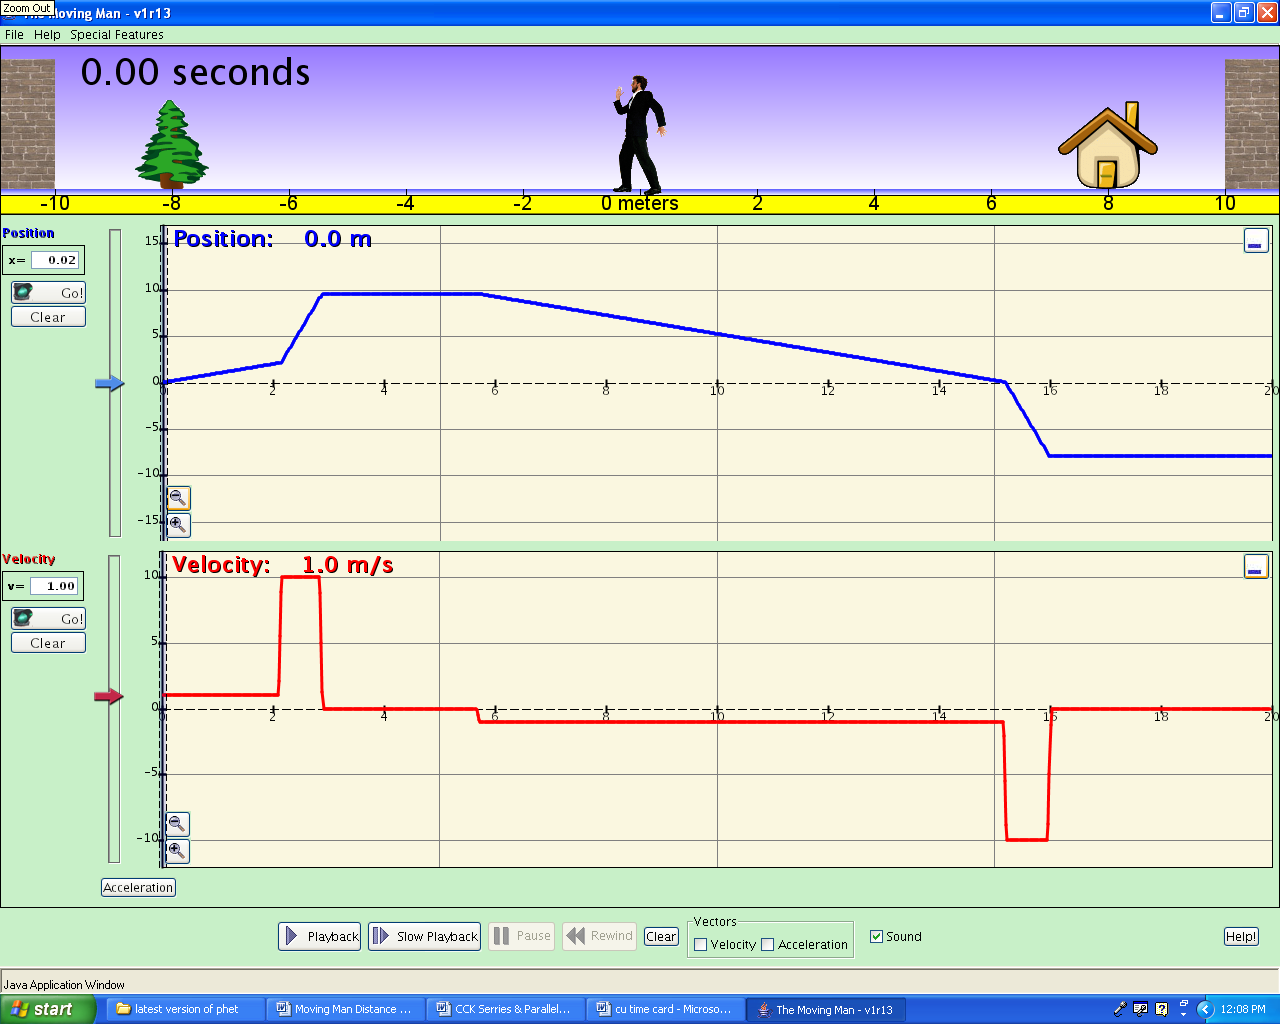 Zoom Out
The Moving Man - v1r13
File Help Special Features
0.00 seconds
-10 -8 -6 -4 -2 0 meters 2 4 6 8 10
Position
x= 0.02
Go!
Clear
Position: 0.0 m
15
10
5
0
-5
-10
-15
2 4 6 8 10 12 14 16 18 20
Velocity
v= 1.00
Go!
Clear
Velocity: 1.0 m/s
10
5
0
-5
-10
2 4 6 8 10 12 14 16 18 20
Acceleration
Playback Slow Playback Pause Rewind Clear
Vectors
Velocity Acceleration
Sound
Help!
Java Application Window
start latest version of phet Moving Man Distance ... CCK Serries & Parallel... cu time card - Microso... The Moving Man - v1r13 12:08 PM